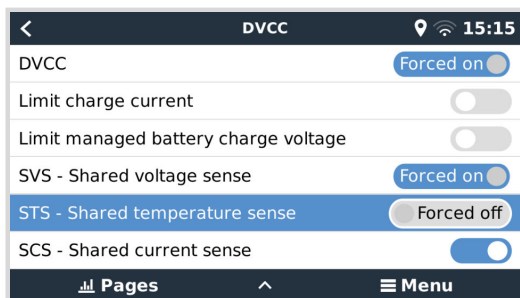 DVCC 15:15
DVCC Forced on
Limit charge current
Limit managed battery charge voltage
SVS - Shared voltage sense Forced on
STS - Shared temperature sense Forced off
SCS - Shared current sense
Pages Menu